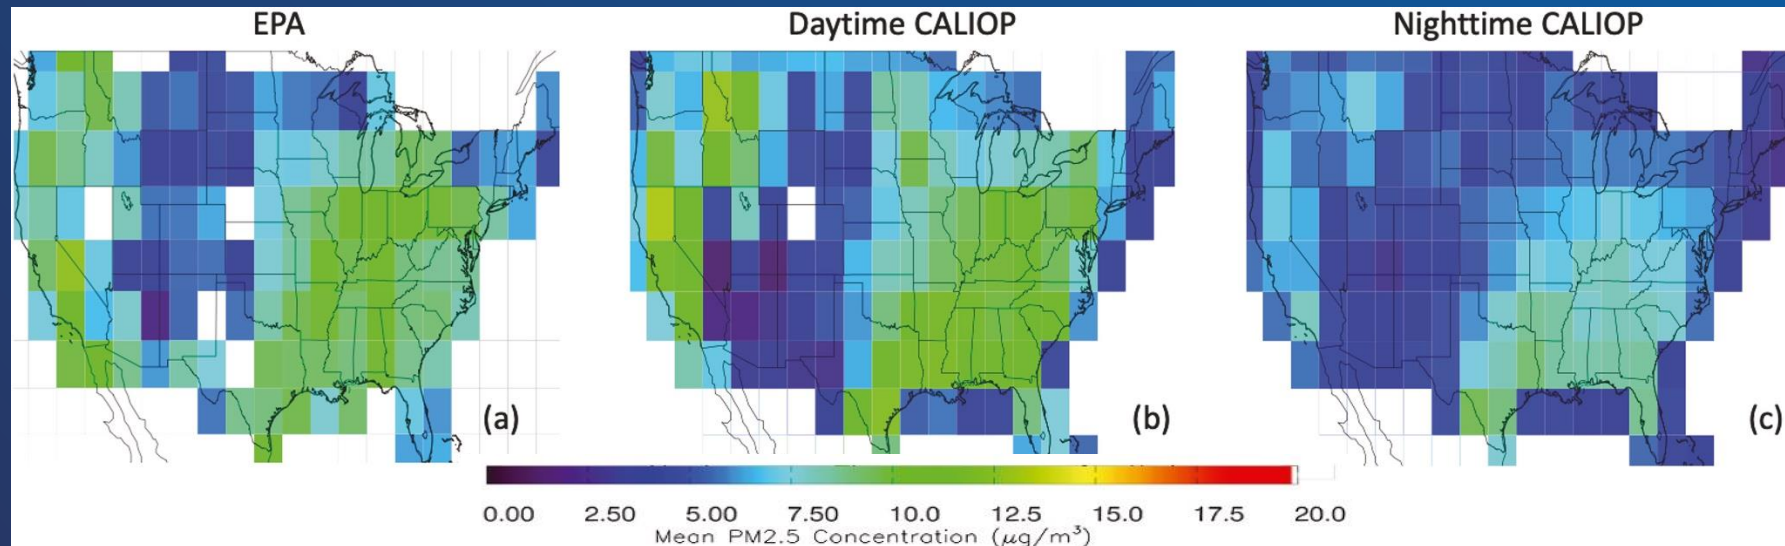 EPA
Daytime CALIOP
Nighttime CALIOP
(a)
(b)
(c)
0.00 2.50 5.00 7.50 10.0 12.5 15.0 17.5 20.0
Mean PM2.5 Concentration (μg/m³)